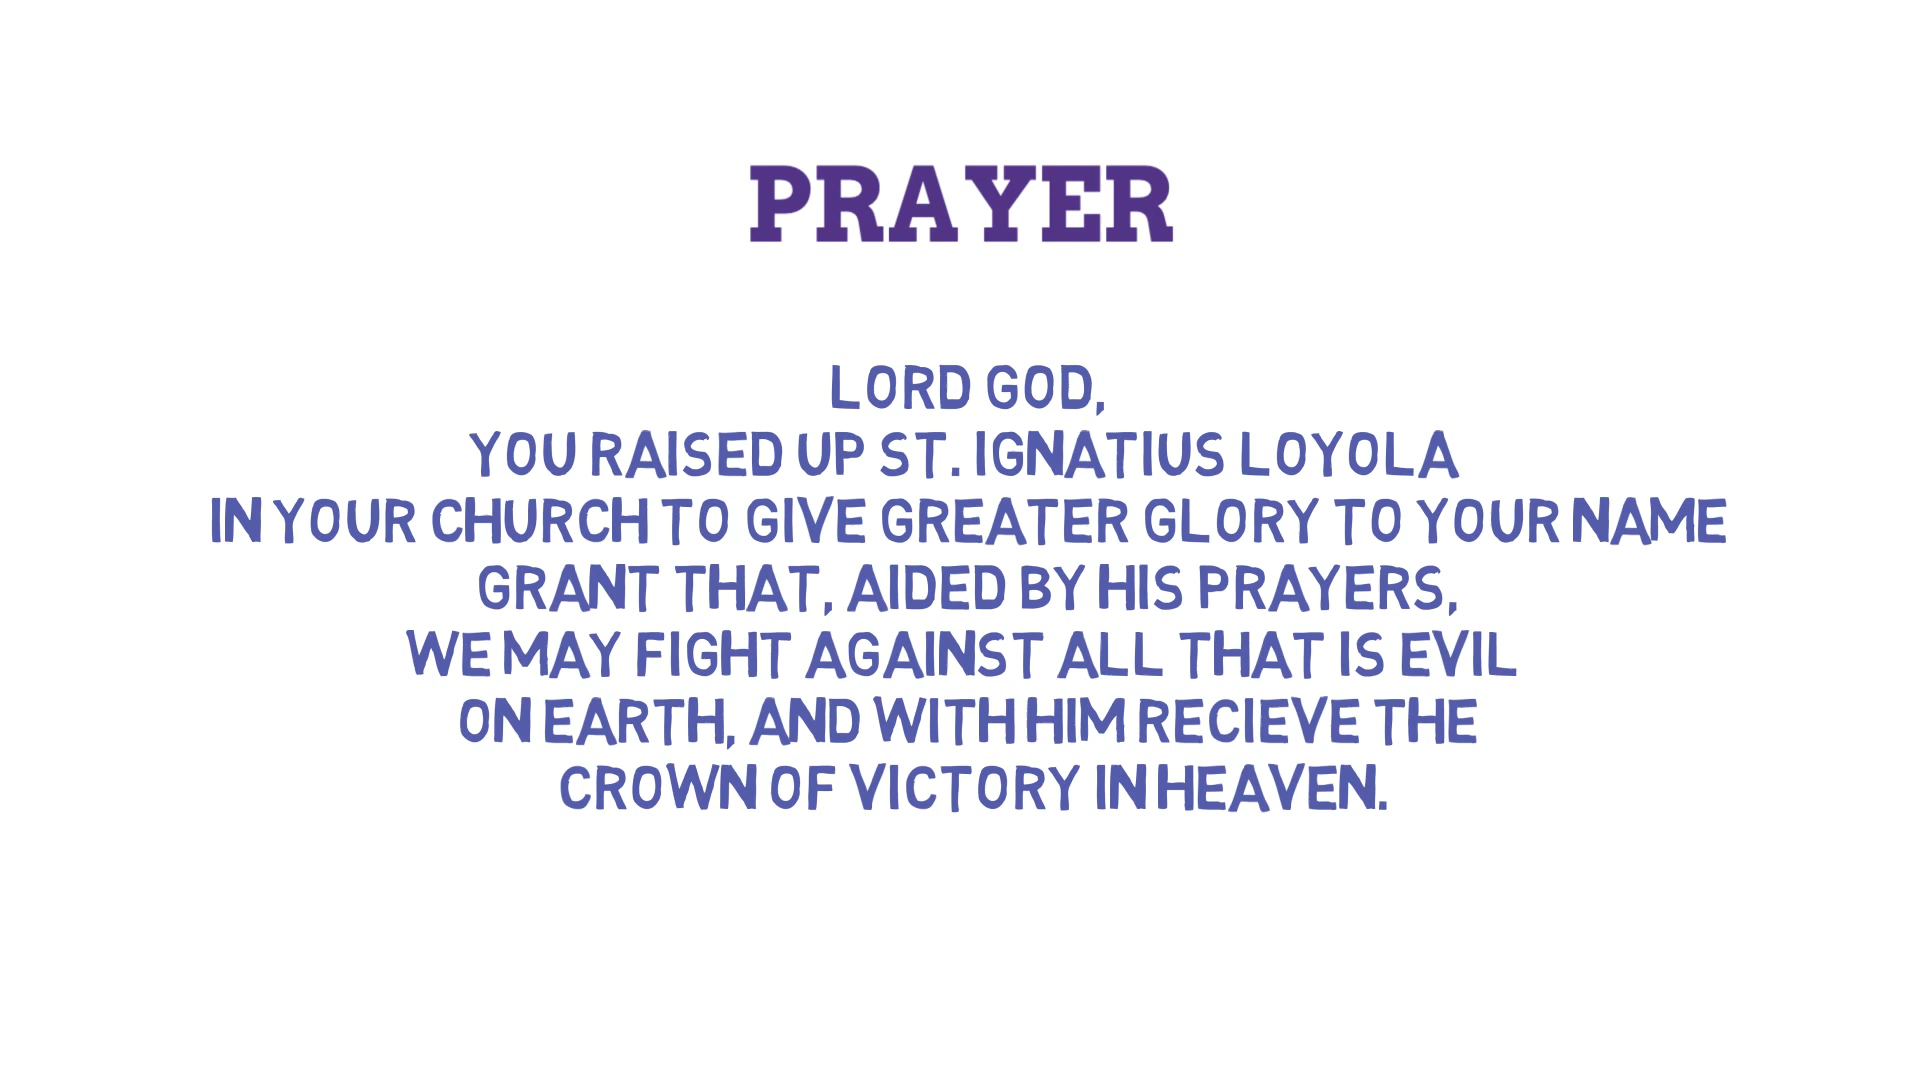 PRAYER
LORD GOD,
YOU RAISED UP ST. IGNATIUS LOYOLA
IN YOUR CHURCH TO GIVE GREATER GLORY TO YOUR NAME
GRANT THAT, AIDED BY HIS PRAYERS,
WE MAY FIGHT AGAINST ALL THAT IS EVIL
ON EARTH, AND WITH HIM RECIEVE THE
CROWN OF VICTORY IN HEAVEN.